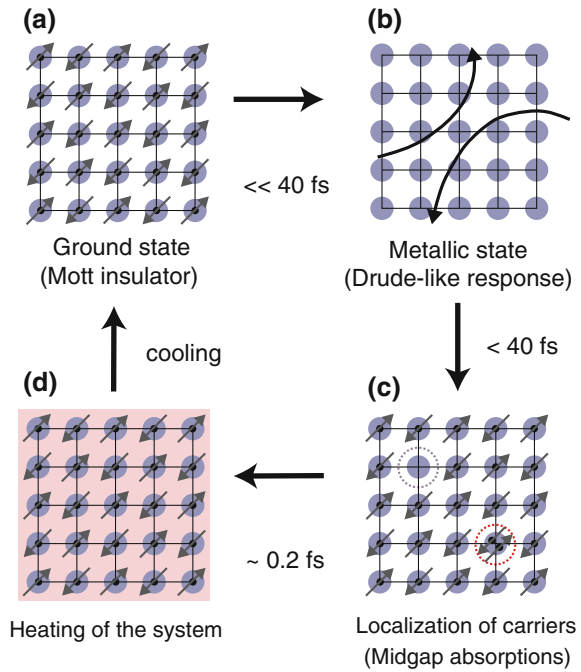 (a)
(b)
<< 40 fs
Ground state
(Mott insulator)
Metallic state
(Drude-like response)
cooling
< 40 fs
(d)
(c)
~ 0.2 fs
Heating of the system
Localization of carriers
(Midgap absorptions)